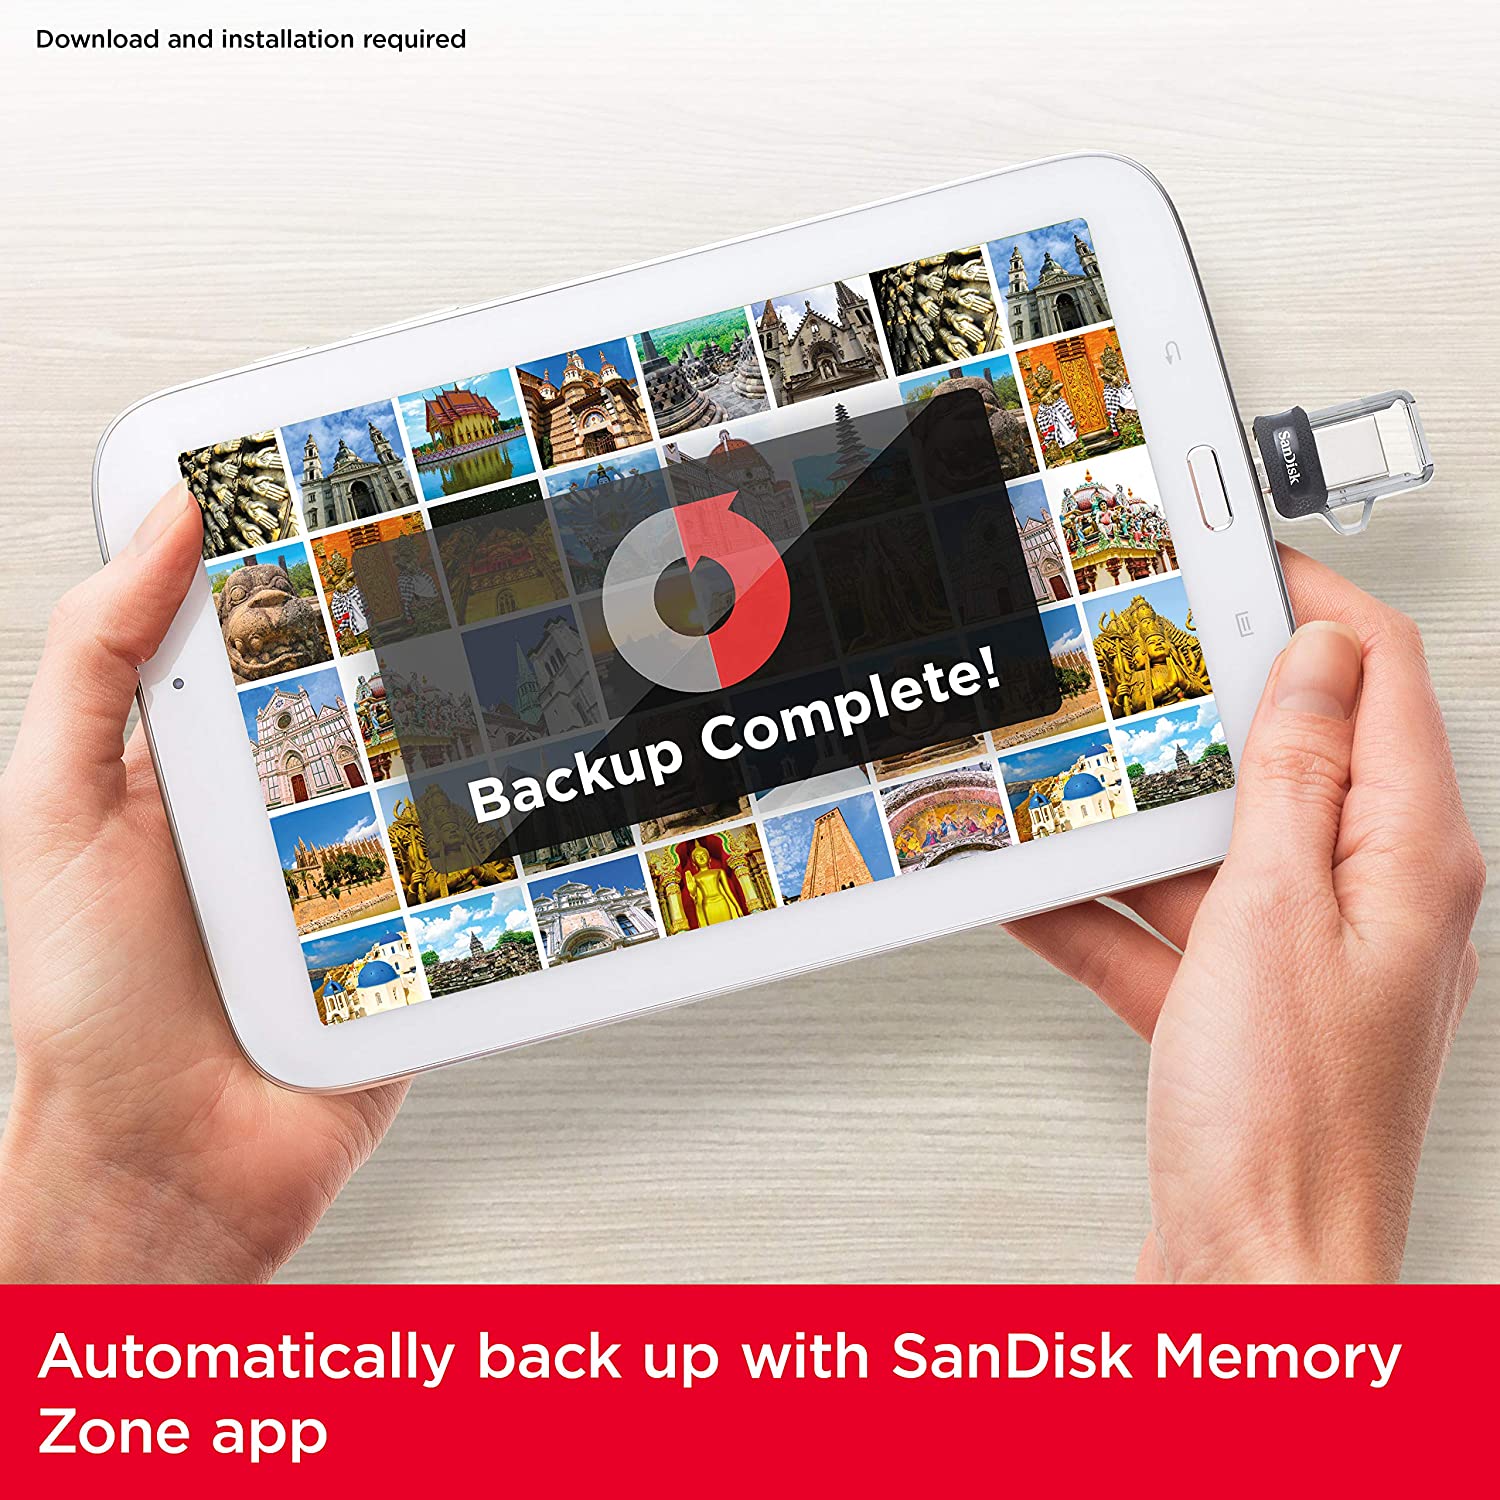 Download and installation required
SanDisk
Backup Complete!
Automatically back up with SanDisk Memory
Zone app